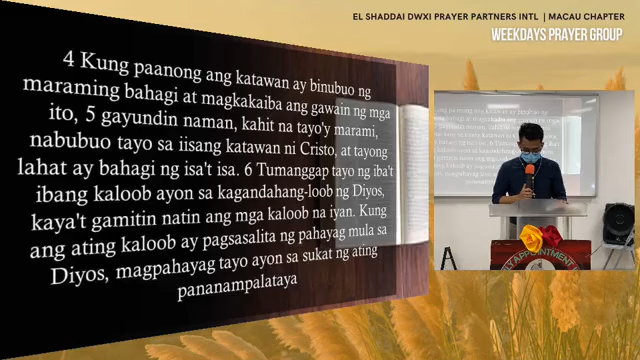 EL SHADDAI DWXI PRAYER PARTNERS INTL | MACAU CHAPTER
WEEKDAYS PRAYER GROUP
4 Kung paanong ang katawan ay binubuo ng
maraming bahagi at magkakaiba ang gawain ng mga
ito, 5 gayundin naman, kahit na tayo'y marami,
nabubuo tayo sa iisang katawan ni Cristo, at tayong
lahat ay bahagi ng isa't isa. 6 Tumanggap tayo ng iba't
ibang kaloob ayon sa kagandahang-loob ng Diyos,
kaya't gamitin natin ang mga kaloob na iyan. Kung
ang ating kaloob ay pagsasalita ng pahayag mula sa
Diyos, magpahayag tayo ayon sa sukat ng ating
pananampalataya
APPOINTMENT